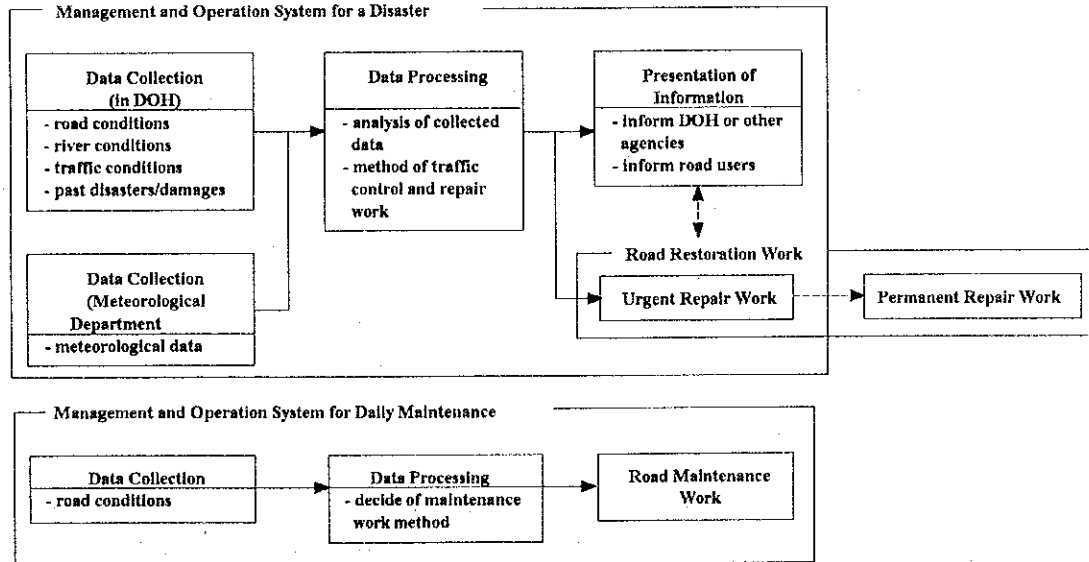 Management and Operation System for a Disaster
Data Collection
(in DOH)
- road conditions
- river conditions
- traffic conditions
- past disasters/damages
Data Processing
- analysis of collected
data
- method of traffic
control and repair
work
Presentation of
Information
- inform DOH or other
agencies
- inform road users
Data Collection
(Meteorological
Department
- meteorological data
Road Restoration Work
Urgent Repair Work
Permanent Repair Work
Management and Operation System for Daily Maintenance
Data Collection
- road conditions
Data Processing
- decide of maintenance
work method
Road Maintenance
Work